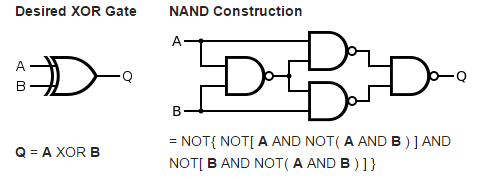 Desired XOR Gate
NAND Construction
A
B
Q
A
B
Q
Q = A XOR B
= NOT{ NOT[ A AND NOT( A AND B ) ] AND
NOT[ B AND NOT( A AND B ) ] }